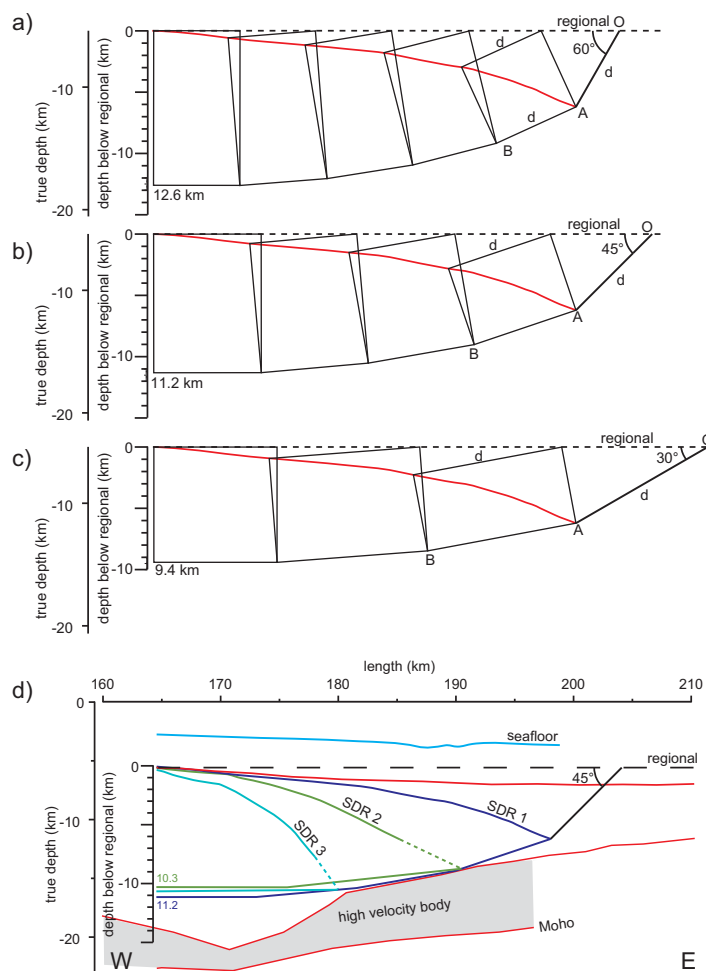 a)
regional O
0
0
60°
d
d
d
-10
A
B
-10
true depth (km)
depth below regional (km)
12.6 km
-20
b)
regional O
0
0
45°
d
d
-10
A
B
-10
true depth (km)
depth below regional (km)
11.2 km
-20
c)
regional
0
0
30°
d
d
-10
A
B
-10
true depth (km)
depth below regional (km)
9.4 km
-20
d)
length (km)
160 170 180 190 200 210
0
seafloor
regional
0
45°
SDR 1
SDR 2
SDR 3
-10
true depth (km)
depth below regional (km)
10.3
-10
11.2
high velocity body
Moho
-20
W E